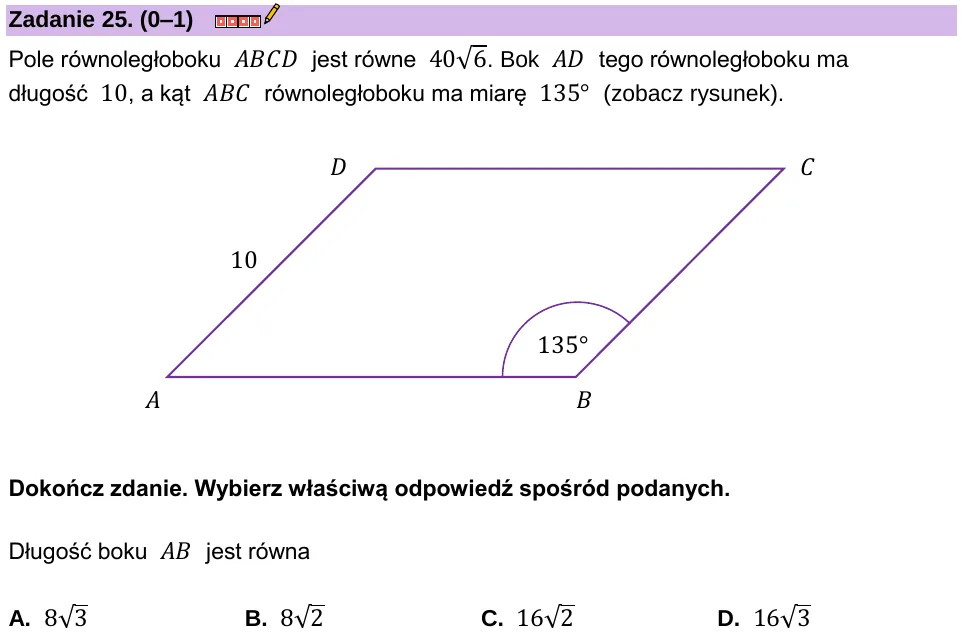 Zadanie 25. (0–1)
Pole równoległoboku ABCD jest równe 40√6. Bok AD tego równoległoboku ma
długość 10, a kąt ABC równoległoboku ma miarę 135° (zobacz rysunek).
D
C
10
135°
A
B
Dokończ zdanie. Wybierz właściwą odpowiedź spośród podanych.
Długość boku AB jest równa
A. 8√3 B. 8√2 C. 16√2 D. 16√3